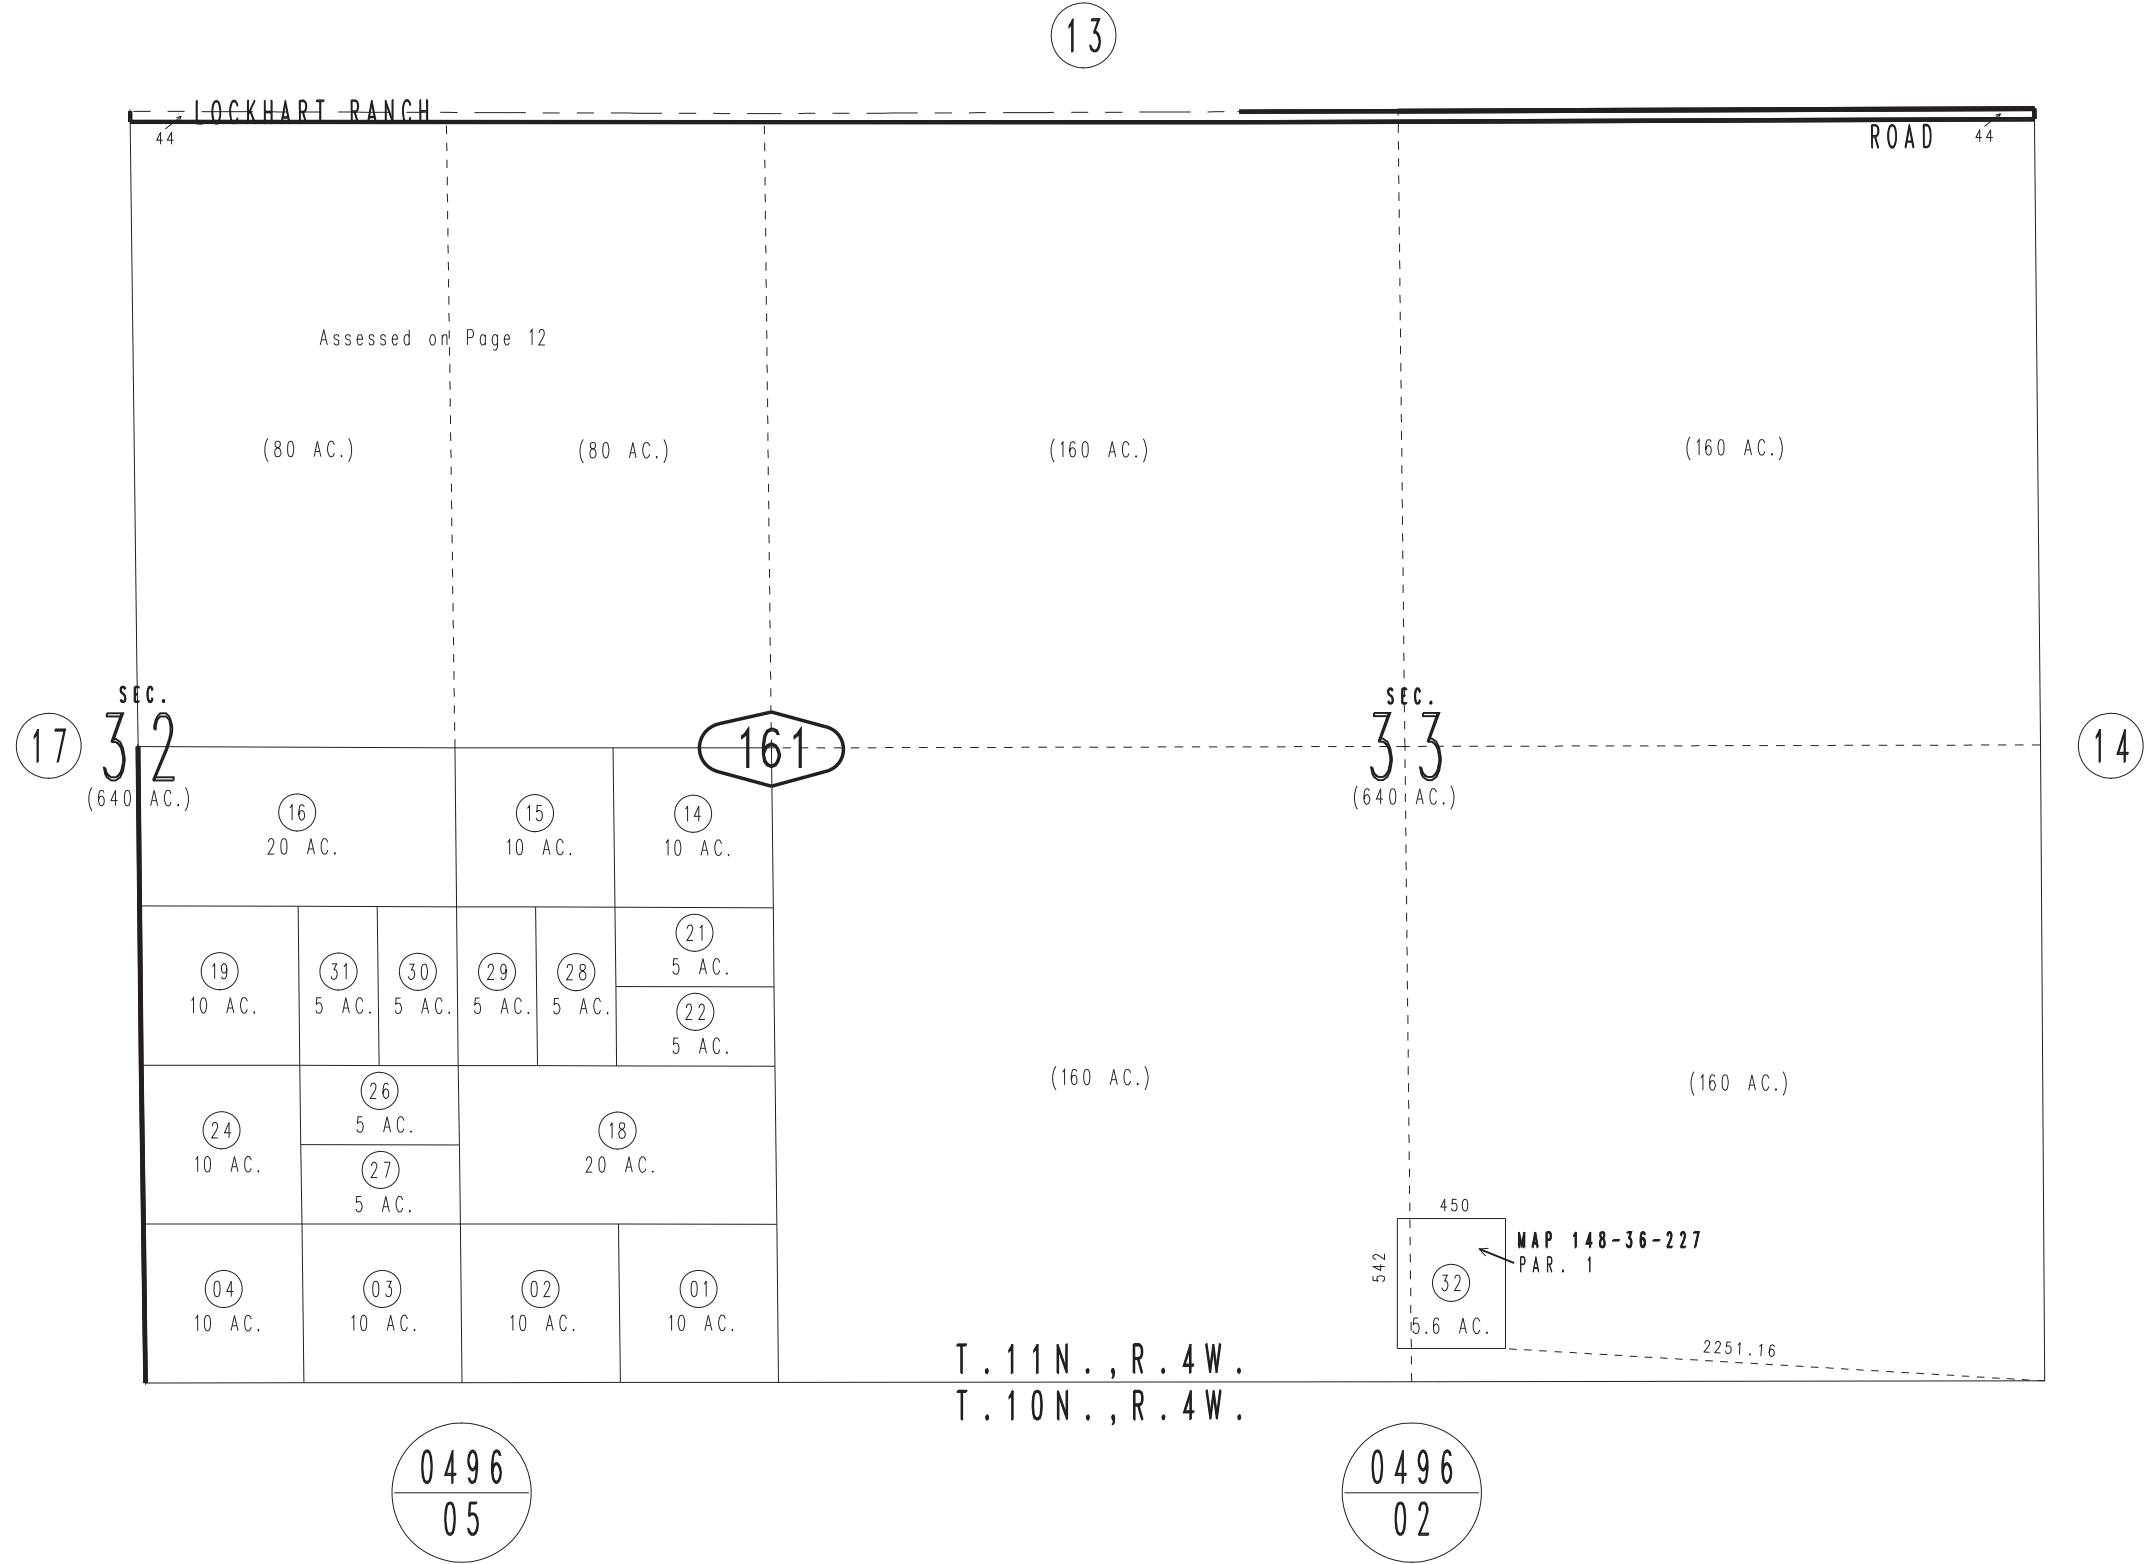 13
LOCKHART RANCH
44
ROAD
44
Assessed on Page 12
(80 AC.)
(80 AC.)
(160 AC.)
(160 AC.)
SEC.
32
(640 AC.)
17
161
SEC.
33
(640 AC.)
14
16
20 AC.
15
10 AC.
14
10 AC.
19
10 AC.
31
5 AC.
30
5 AC.
29
5 AC.
28
5 AC.
21
5 AC.
22
5 AC.
24
10 AC.
26
5 AC.
27
5 AC.
18
20 AC.
(160 AC.)
(160 AC.)
04
10 AC.
03
10 AC.
02
10 AC.
01
10 AC.
450
542
MAP 148-36-227
PAR. 1
32
5.6 AC.
2251.16
T.11N.,R.4W.
T.10N.,R.4W.
0496
05
0496
02